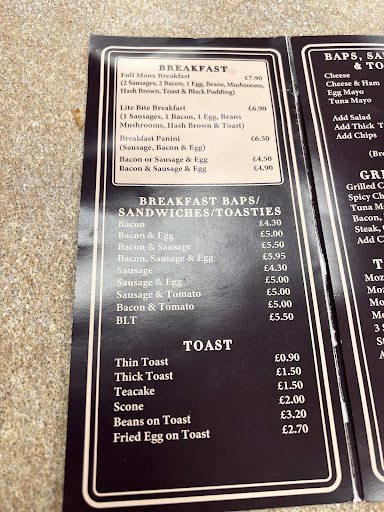 BREAKFAST
Full Manx Breakfast £7.90
(2 Sausages, 2 Bacon, 1 Egg, Beans, Mushrooms,
Hash Brown, Toast & Black Pudding)
Lite Bite Breakfast £6.90
(1 Sausages, 1 Bacon, 1 Egg, Beans
Mushrooms, Hash Brown & Toast)
Breakfast Panini £6.50
(Sausage, Bacon & Egg)
Bacon or Sausage & Egg £4.50
Bacon & Sausage & Egg £4.90
BREAKFAST BAPS/
SANDWICHES/TOASTIES
Bacon £4.30
Bacon & Egg £5.00
Bacon & Sausage £5.50
Bacon, Sausage & Egg £5.95
Sausage £4.30
Sausage & Egg £5.00
Sausage & Tomato £5.00
Bacon & Tomato £5.00
BLT £5.50
TOAST
Thin Toast £0.90
Thick Toast £1.50
Teacake £1.50
Scone £2.00
Beans on Toast £3.20
Fried Egg on Toast £2.70
BAPS, SA
& TO
Cheese
Cheese & Ham
Egg Mayo
Tuna Mayo
Add Salad
Add Thick T
Add Chips
(Bre
GR
Grilled C
Spicy Ch
Tuna M
Bacon,
Steak, 
Add C
T
Moz
Moz
Mo
Me
3 S
St
A